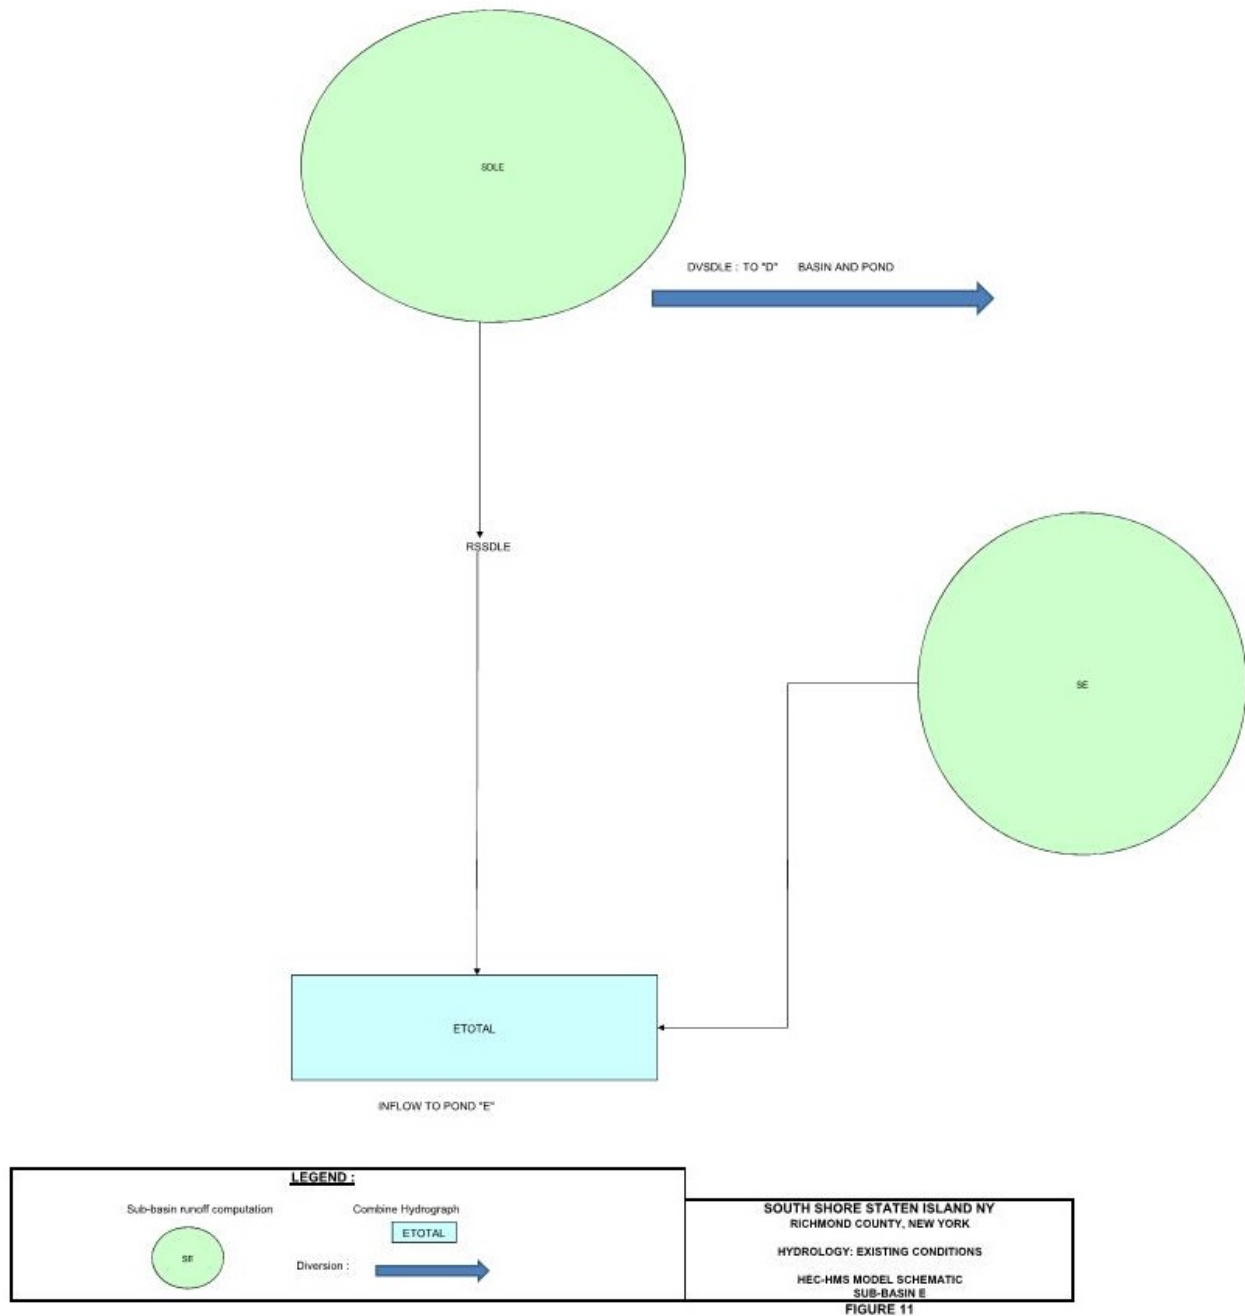 SDLE
DVSDLE : TO "D" BASIN AND POND
RSSDLE
SE
ETOTAL
INFLOW TO POND "E"
LEGEND :
Sub-basin runoff computation
Combine Hydrograph
SE
ETOTAL
Diversion :
SOUTH SHORE STATEN ISLAND NY
RICHMOND COUNTY, NEW YORK
HYDROLOGY: EXISTING CONDITIONS
HEC-HMS MODEL SCHEMATIC
SUB-BASIN E
FIGURE 11